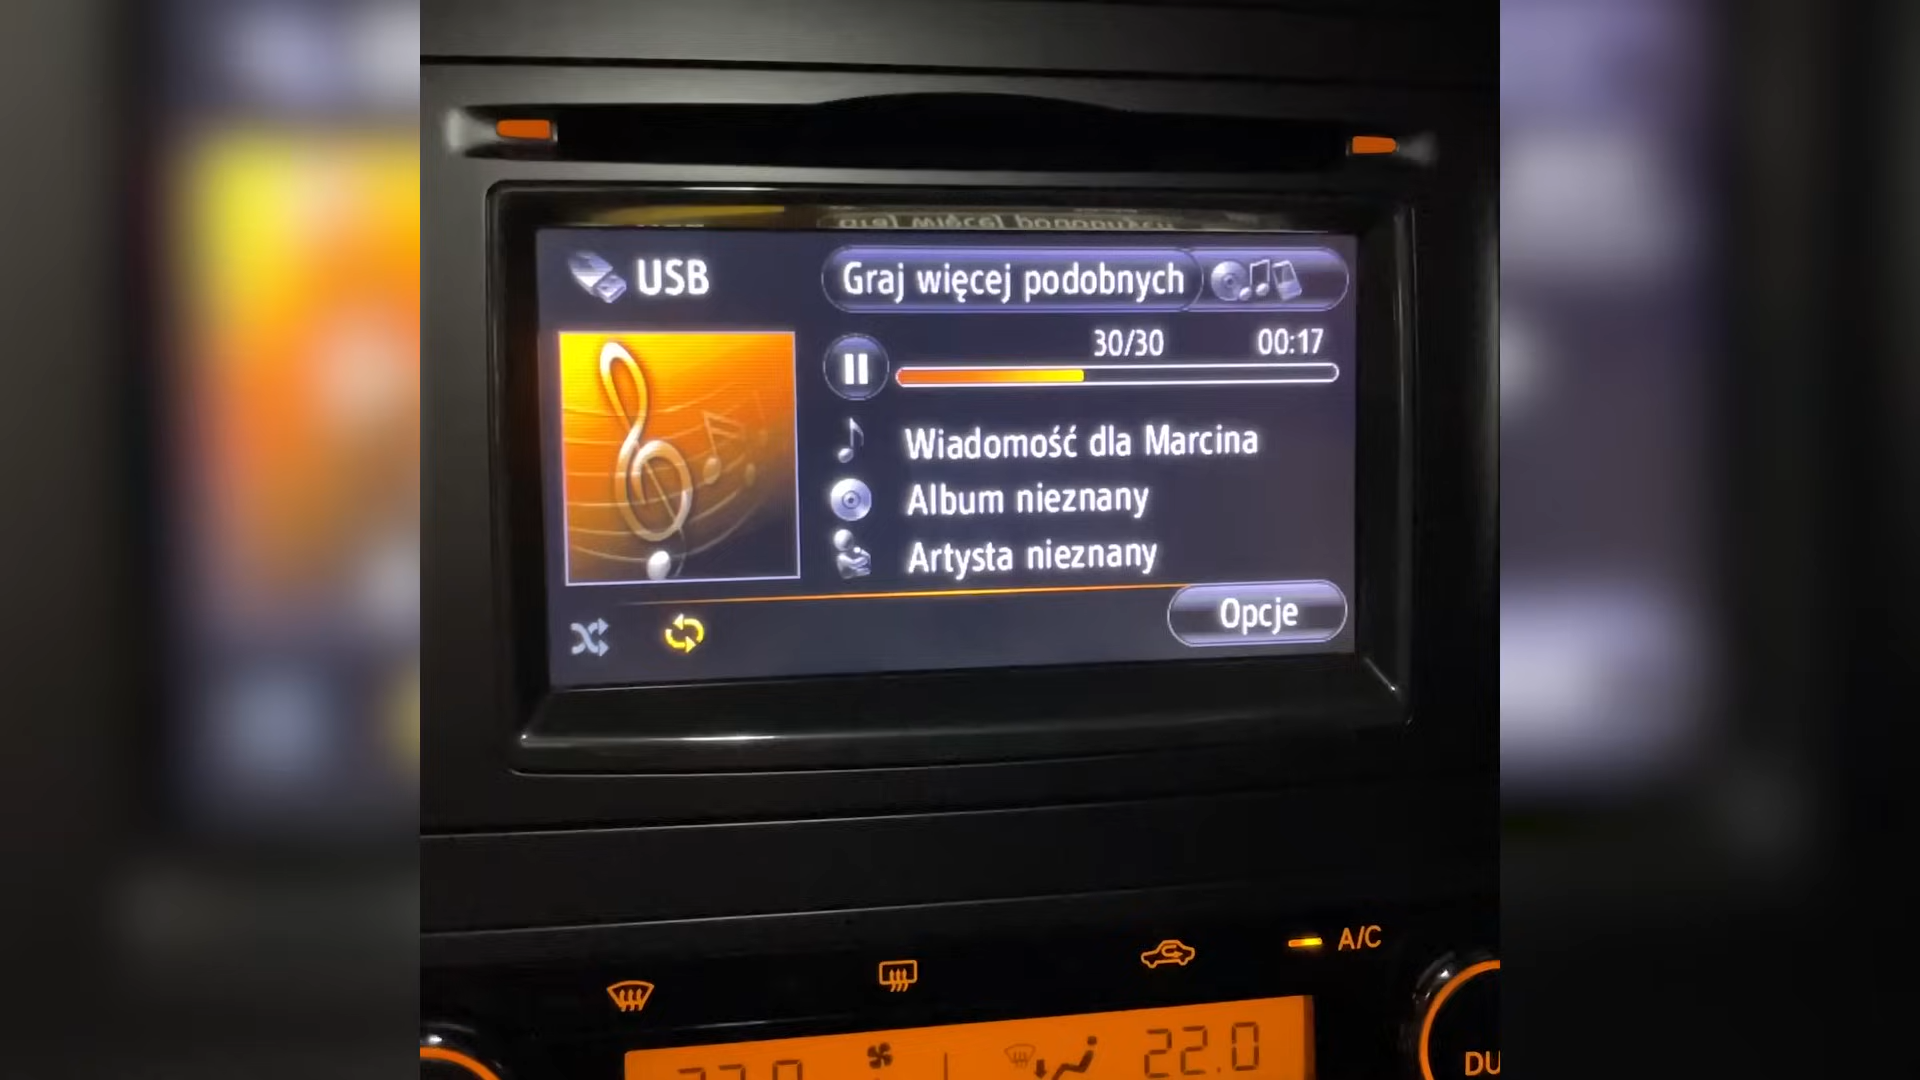 USB
Graj więcej podobnych
30/30 00:17
Wiadomość dla Marcina
Album nieznany
Artysta nieznany
Opcje
A/C
22.0